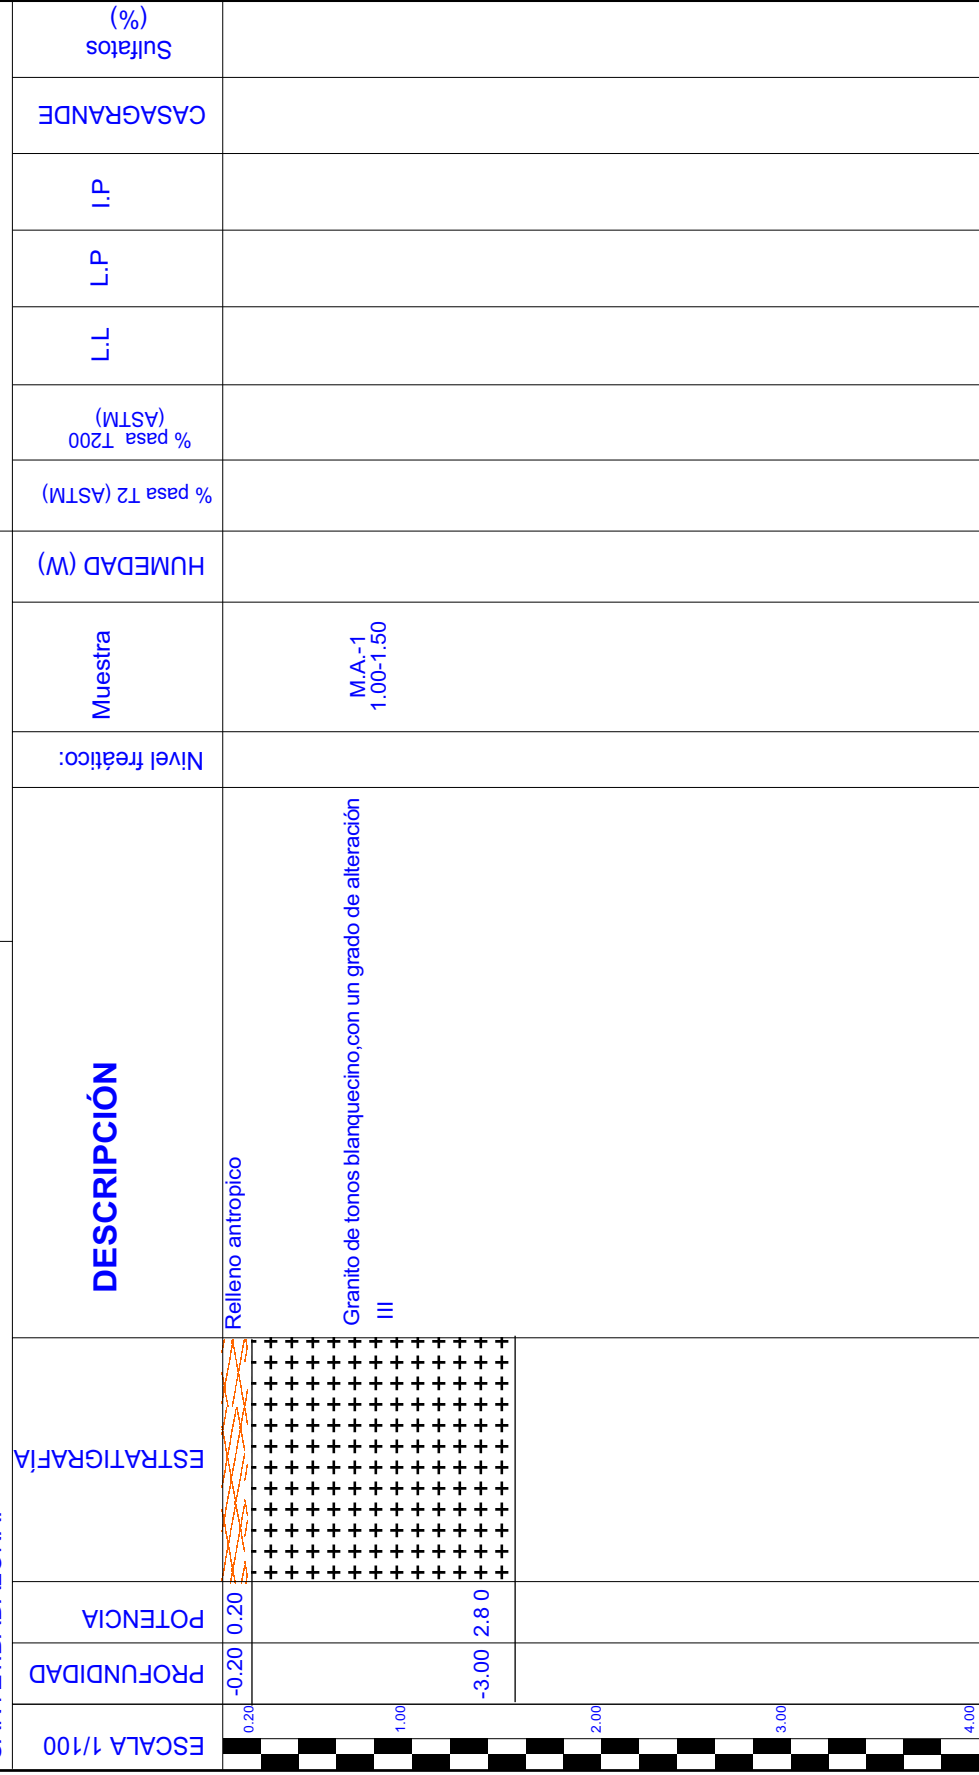 ESCALA 1/100
PROFUNDIDAD
POTENCIA
ESTRATIGRAFÍA
DESCRIPCIÓN
Nivel freático:
Muestra
HUMEDAD (W)
% pasa T2 (ASTM)
% pasa T200
(ASTM)
L.L
L.P
I.P
CASAGRANDE
Sulfatos
(%)
0.20
-0.20
0.20
Relleno antropico
1.00
-3.00
2.8 0
Granito de tonos blanquecino,con un grado de alteración
III
M.A.-1
1.00-1.50
2.00
3.00
4.00